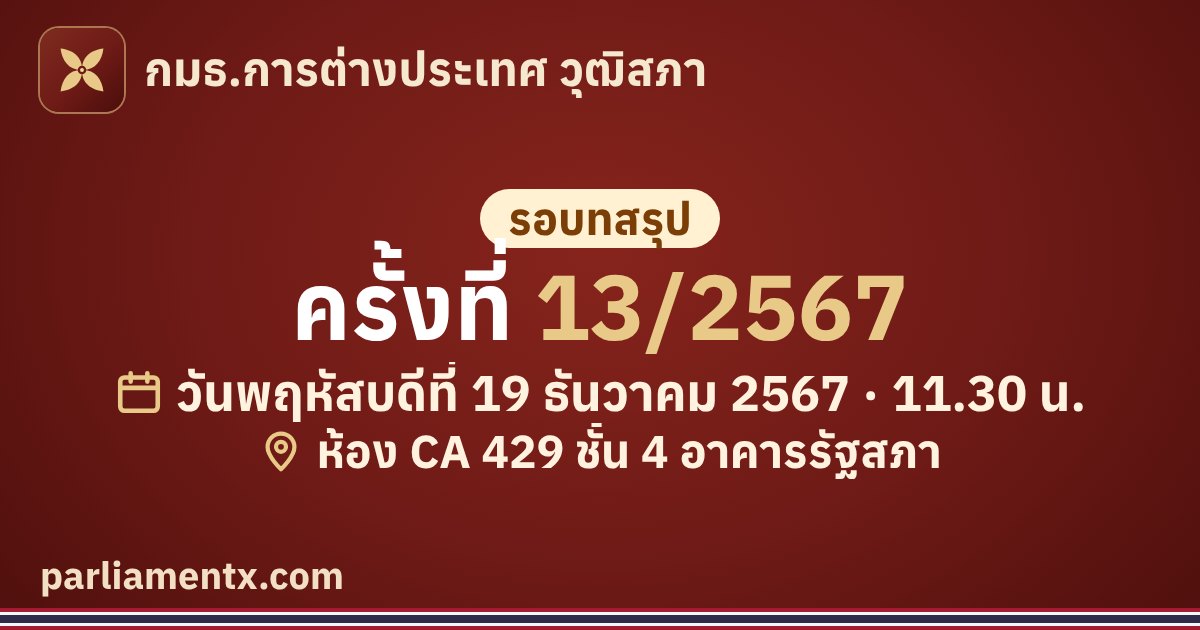 กมธ.การต่างประเทศ วุฒิสภา
รอบทสรุป
ครั้งที่ 13/2567
วันพฤหัสบดีที่ 19 ธันวาคม 2567 · 11.30 น.
ห้อง CA 429 ชั้น 4 อาคารรัฐสภา
parliamentx.com